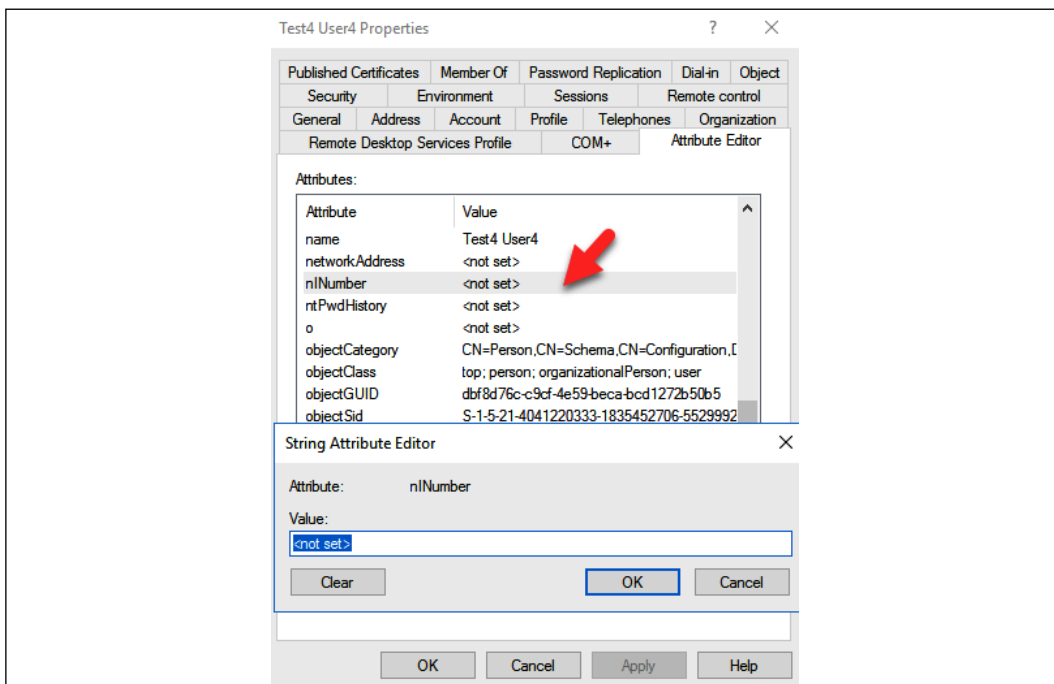 Test4 User4 Properties ?
Published Certificates Member Of Password Replication Dial-in Object
Security Environment Sessions Remote control
General Address Account Profile Telephones Organization
Remote Desktop Services Profile COM+ Attribute Editor
Attributes:
Attribute Value
name Test4 User4
networkAddress <not set>
nINumber <not set>
ntPwdHistory <not set>
o <not set>
objectCategory CN=Person,CN=Schema,CN=Configuration,D
objectClass top; person; organizationalPerson; user
objectGUID dbf8d76c-c9cf-4e59-beca-bcd1272b50b5
objectSid S-1-5-21-4041220333-1835452706-5529992
String Attribute Editor
Attribute: nINumber
Value:
<not set>
Clear OK Cancel
OK Cancel Apply Help